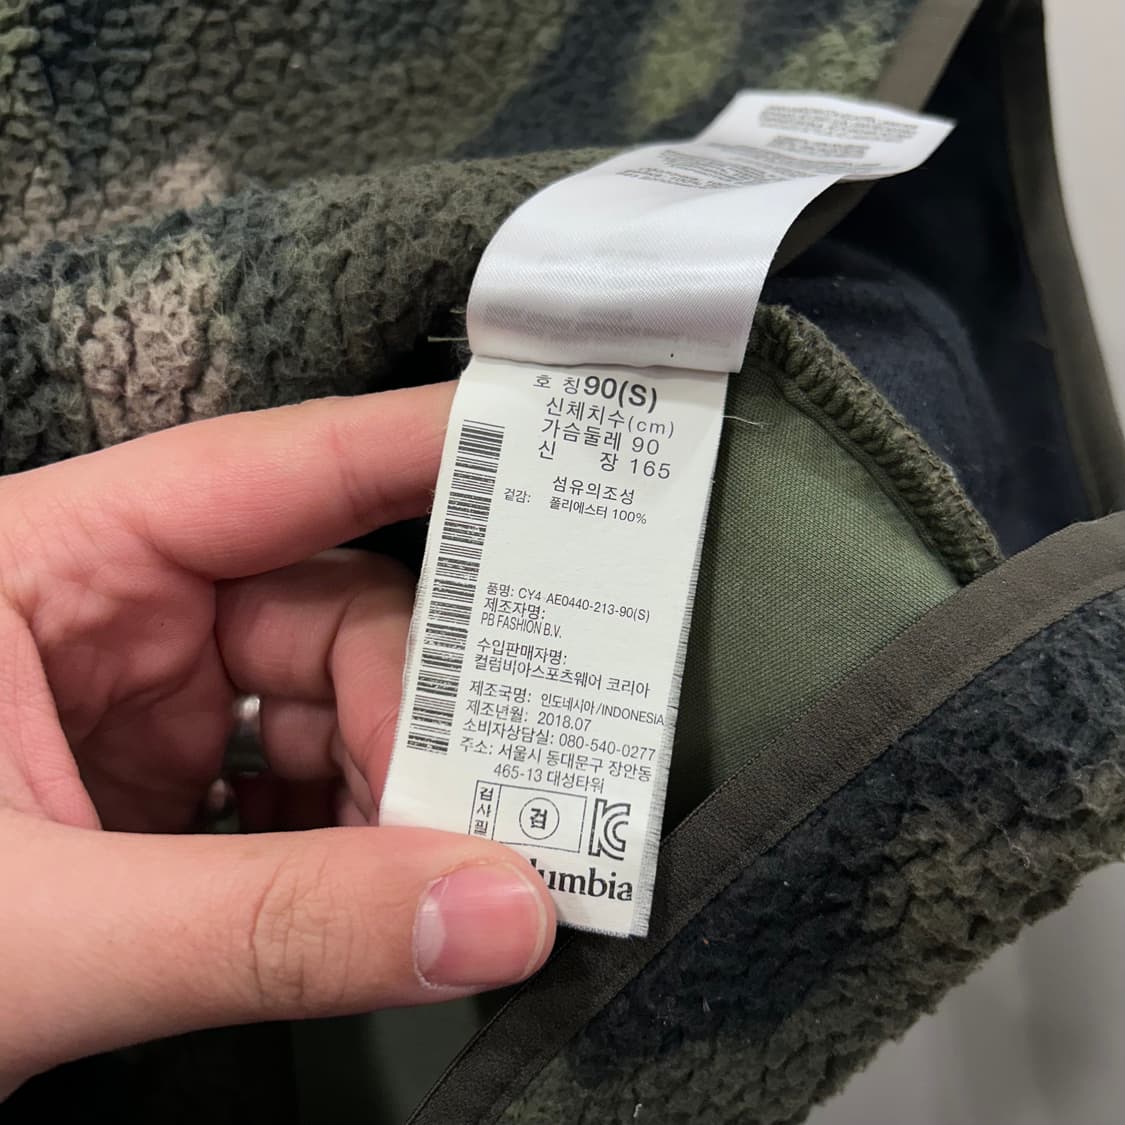 호 칭 90(S)
신체치수(cm)
가슴둘레 90
신 장 165
섬유의조성
겉감: 폴리에스터 100%
품명: CY4 AE0440-213-90(S)
제조자명:
PB FASHION B.V.
수입판매자명:
컬럼비아스포츠웨어 코리아
제조국명: 인도네시아/INDONESIA
제조년월: 2018.07
소비자상담실: 080-540-0277
주소: 서울시 동대문구 장안동
465-13 대성타워
검사필
검
KC
lumbia